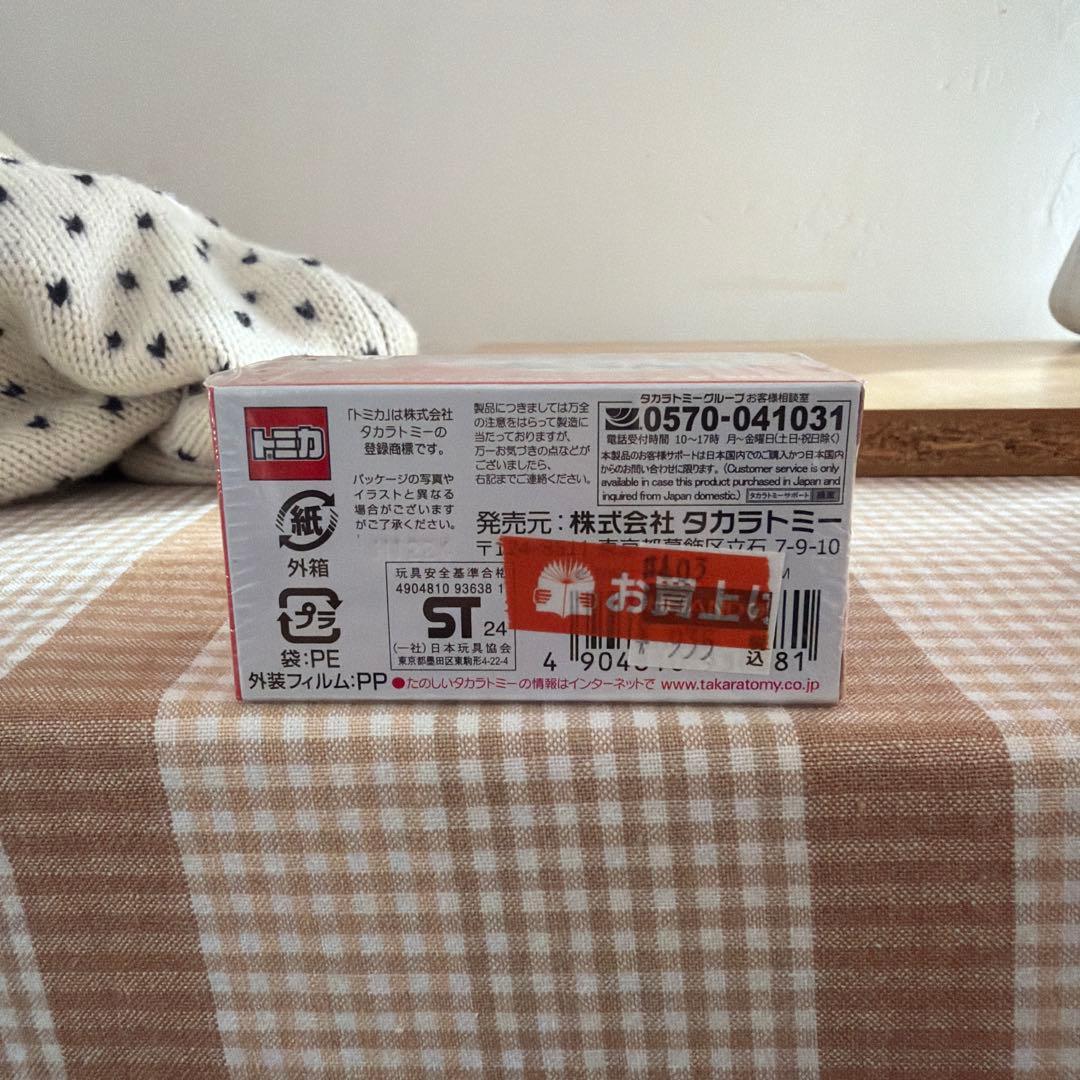 トミカ
「トミカ」は株式会社
タカラトミーの
登録商標です。
パッケージの写真や
イラストと異なる
場合がございます
がご了承ください。
紙
外箱
プラ
袋:PE
外装フィルム:PP
製品につきましては万全
の注意をはらって製造に
当たっておりますが、
万一お気づきの点などが
ございましたら、
右記までご連絡ください。
タカラトミーグループお客様相談室
0570-041031
電話受付時間 10〜17時 月〜金曜日(土・日・祝日除く)
本製品のお客様サポートは日本国内でのご購入かつ日本国内
からのお問い合わせに限ります。(Customer service is only
available in case this product purchased in Japan and
inquired from Japan domestic.) タカラトミーサポート 検索
発売元:株式会社 タカラトミー
東京都葛飾区立石 7-9-10
玩具安全基準合格
4904810 93638 1
ST 24
(一社)日本玩具協会
東京都墨田区東駒形4-22-4
お買上げ
込
81
●たのしいタカラトミーの情報はインターネットで www.takaratomy.co.jp